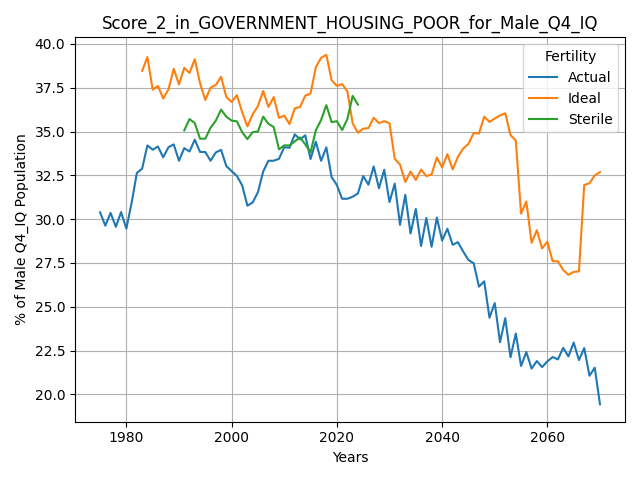 Score_2_in_GOVERNMENT_HOUSING_POOR_for_Male_Q4_IQ
Fertility
Actual
Ideal
Sterile
% of Male Q4_IQ Population
40.0
37.5
35.0
32.5
30.0
27.5
25.0
22.5
20.0
1980
2000
2020
2040
2060
Years